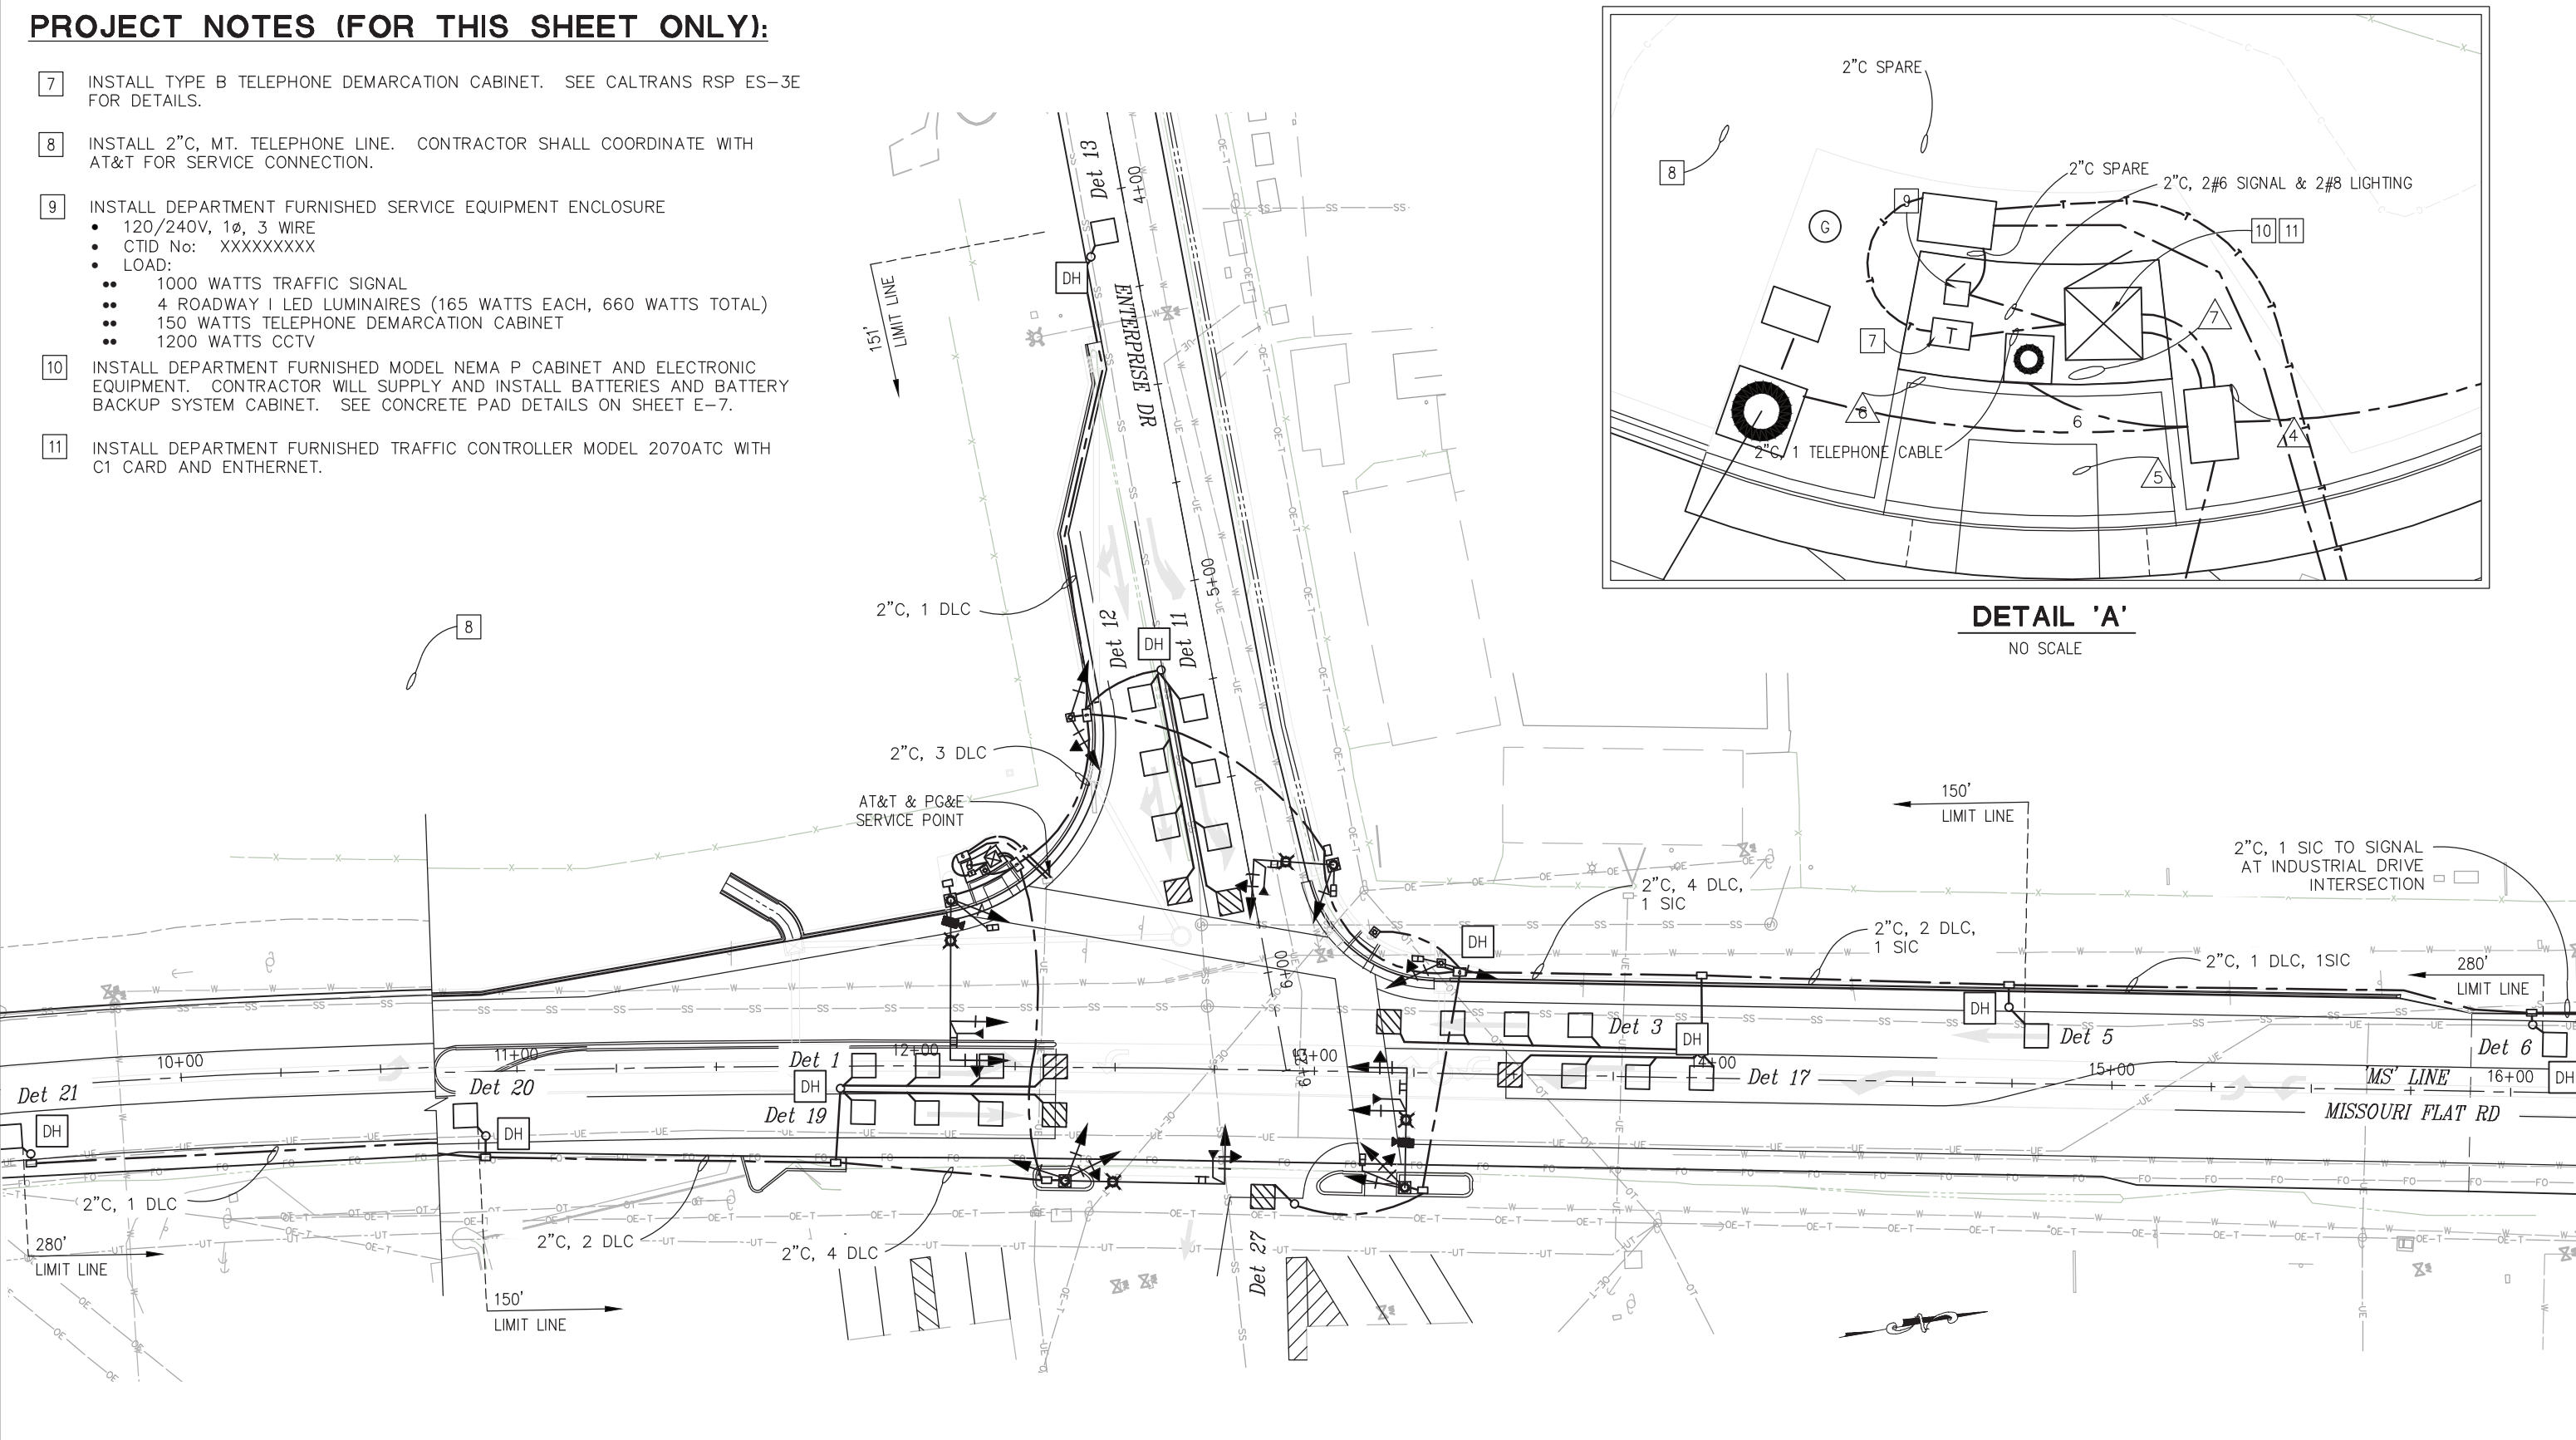 PROJECT NOTES (FOR THIS SHEET ONLY):
7 INSTALL TYPE B TELEPHONE DEMARCATION CABINET. SEE CALTRANS RSP ES-3E
FOR DETAILS.
8 INSTALL 2"C, MT. TELEPHONE LINE. CONTRACTOR SHALL COORDINATE WITH
AT&T FOR SERVICE CONNECTION.
9 INSTALL DEPARTMENT FURNISHED SERVICE EQUIPMENT ENCLOSURE
• 120/240V, 1ø, 3 WIRE
• CTID No: XXXXXXXXX
• LOAD:
•• 1000 WATTS TRAFFIC SIGNAL
•• 4 ROADWAY I LED LUMINAIRES (165 WATTS EACH, 660 WATTS TOTAL)
•• 150 WATTS TELEPHONE DEMARCATION CABINET
•• 1200 WATTS CCTV
10 INSTALL DEPARTMENT FURNISHED MODEL NEMA P CABINET AND ELECTRONIC
EQUIPMENT. CONTRACTOR WILL SUPPLY AND INSTALL BATTERIES AND BATTERY
BACKUP SYSTEM CABINET. SEE CONCRETE PAD DETAILS ON SHEET E-7.
11 INSTALL DEPARTMENT FURNISHED TRAFFIC CONTROLLER MODEL 2070ATC WITH
C1 CARD AND ENTHERNET.
2"C SPARE
8
2"C SPARE
2"C, 2#6 SIGNAL & 2#8 LIGHTING
9
G
10 11
7
7
T
6
6
4
2"C, 1 TELEPHONE CABLE
5
DETAIL 'A'
NO SCALE
Det 13
4+00
DH
151'
LIMIT LINE
ENTERPRISE DR
5+00
2"C, 1 DLC
8
Det 12
DH
Det 11
2"C, 3 DLC
AT&T & PG&E
SERVICE POINT
150'
LIMIT LINE
2"C, 1 SIC TO SIGNAL
AT INDUSTRIAL DRIVE
INTERSECTION
2"C, 4 DLC,
1 SIC
2"C, 2 DLC,
1 SIC
DH
2"C, 1 DLC, 1SIC
280'
LIMIT LINE
6+00
DH
Det 3
DH
Det 5
Det 6
10+00
11+00
12+00
13+00
14+00
15+00
16+00
6+25
Det 1
Det 17
'MS' LINE
DH
Det 21
Det 20
DH
Det 19
MISSOURI FLAT RD
DH
DH
2"C, 1 DLC
2"C, 2 DLC
2"C, 4 DLC
Det 27
280'
LIMIT LINE
150'
LIMIT LINE